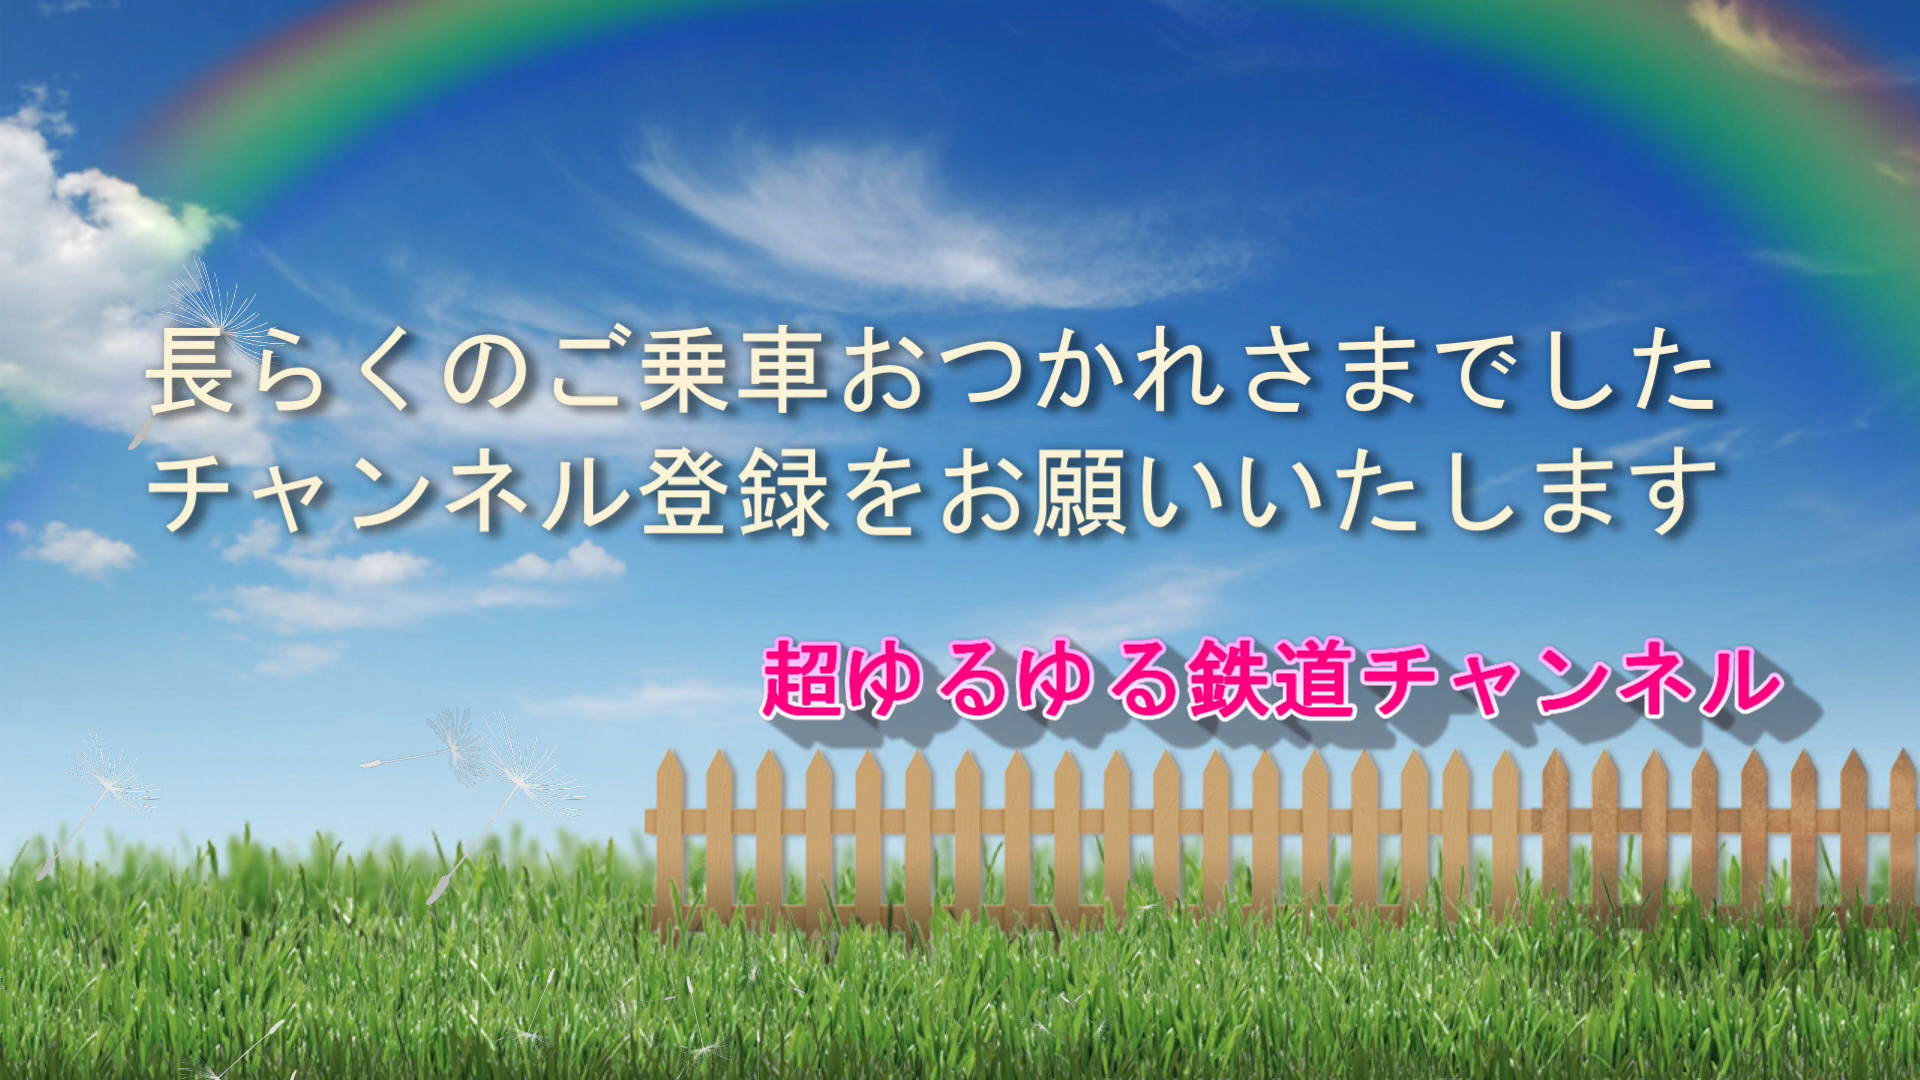 長らくのご乗車おつかれさまでした
チャンネル登録をお願いいたします
超ゆるゆる鉄道チャンネル